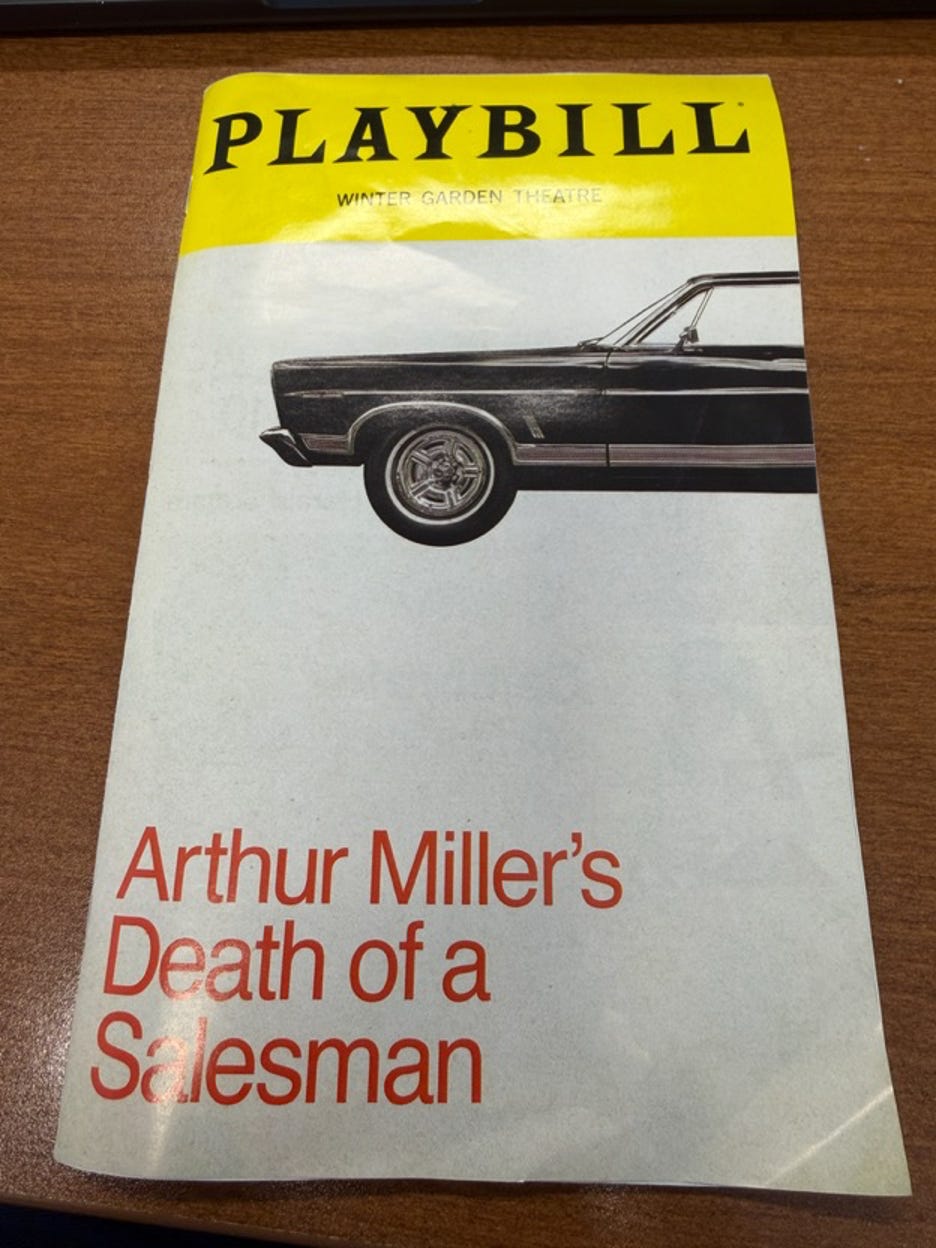 PLAYBILL
WINTER GARDEN THEATRE
Arthur Miller’s
Death of a
Salesman